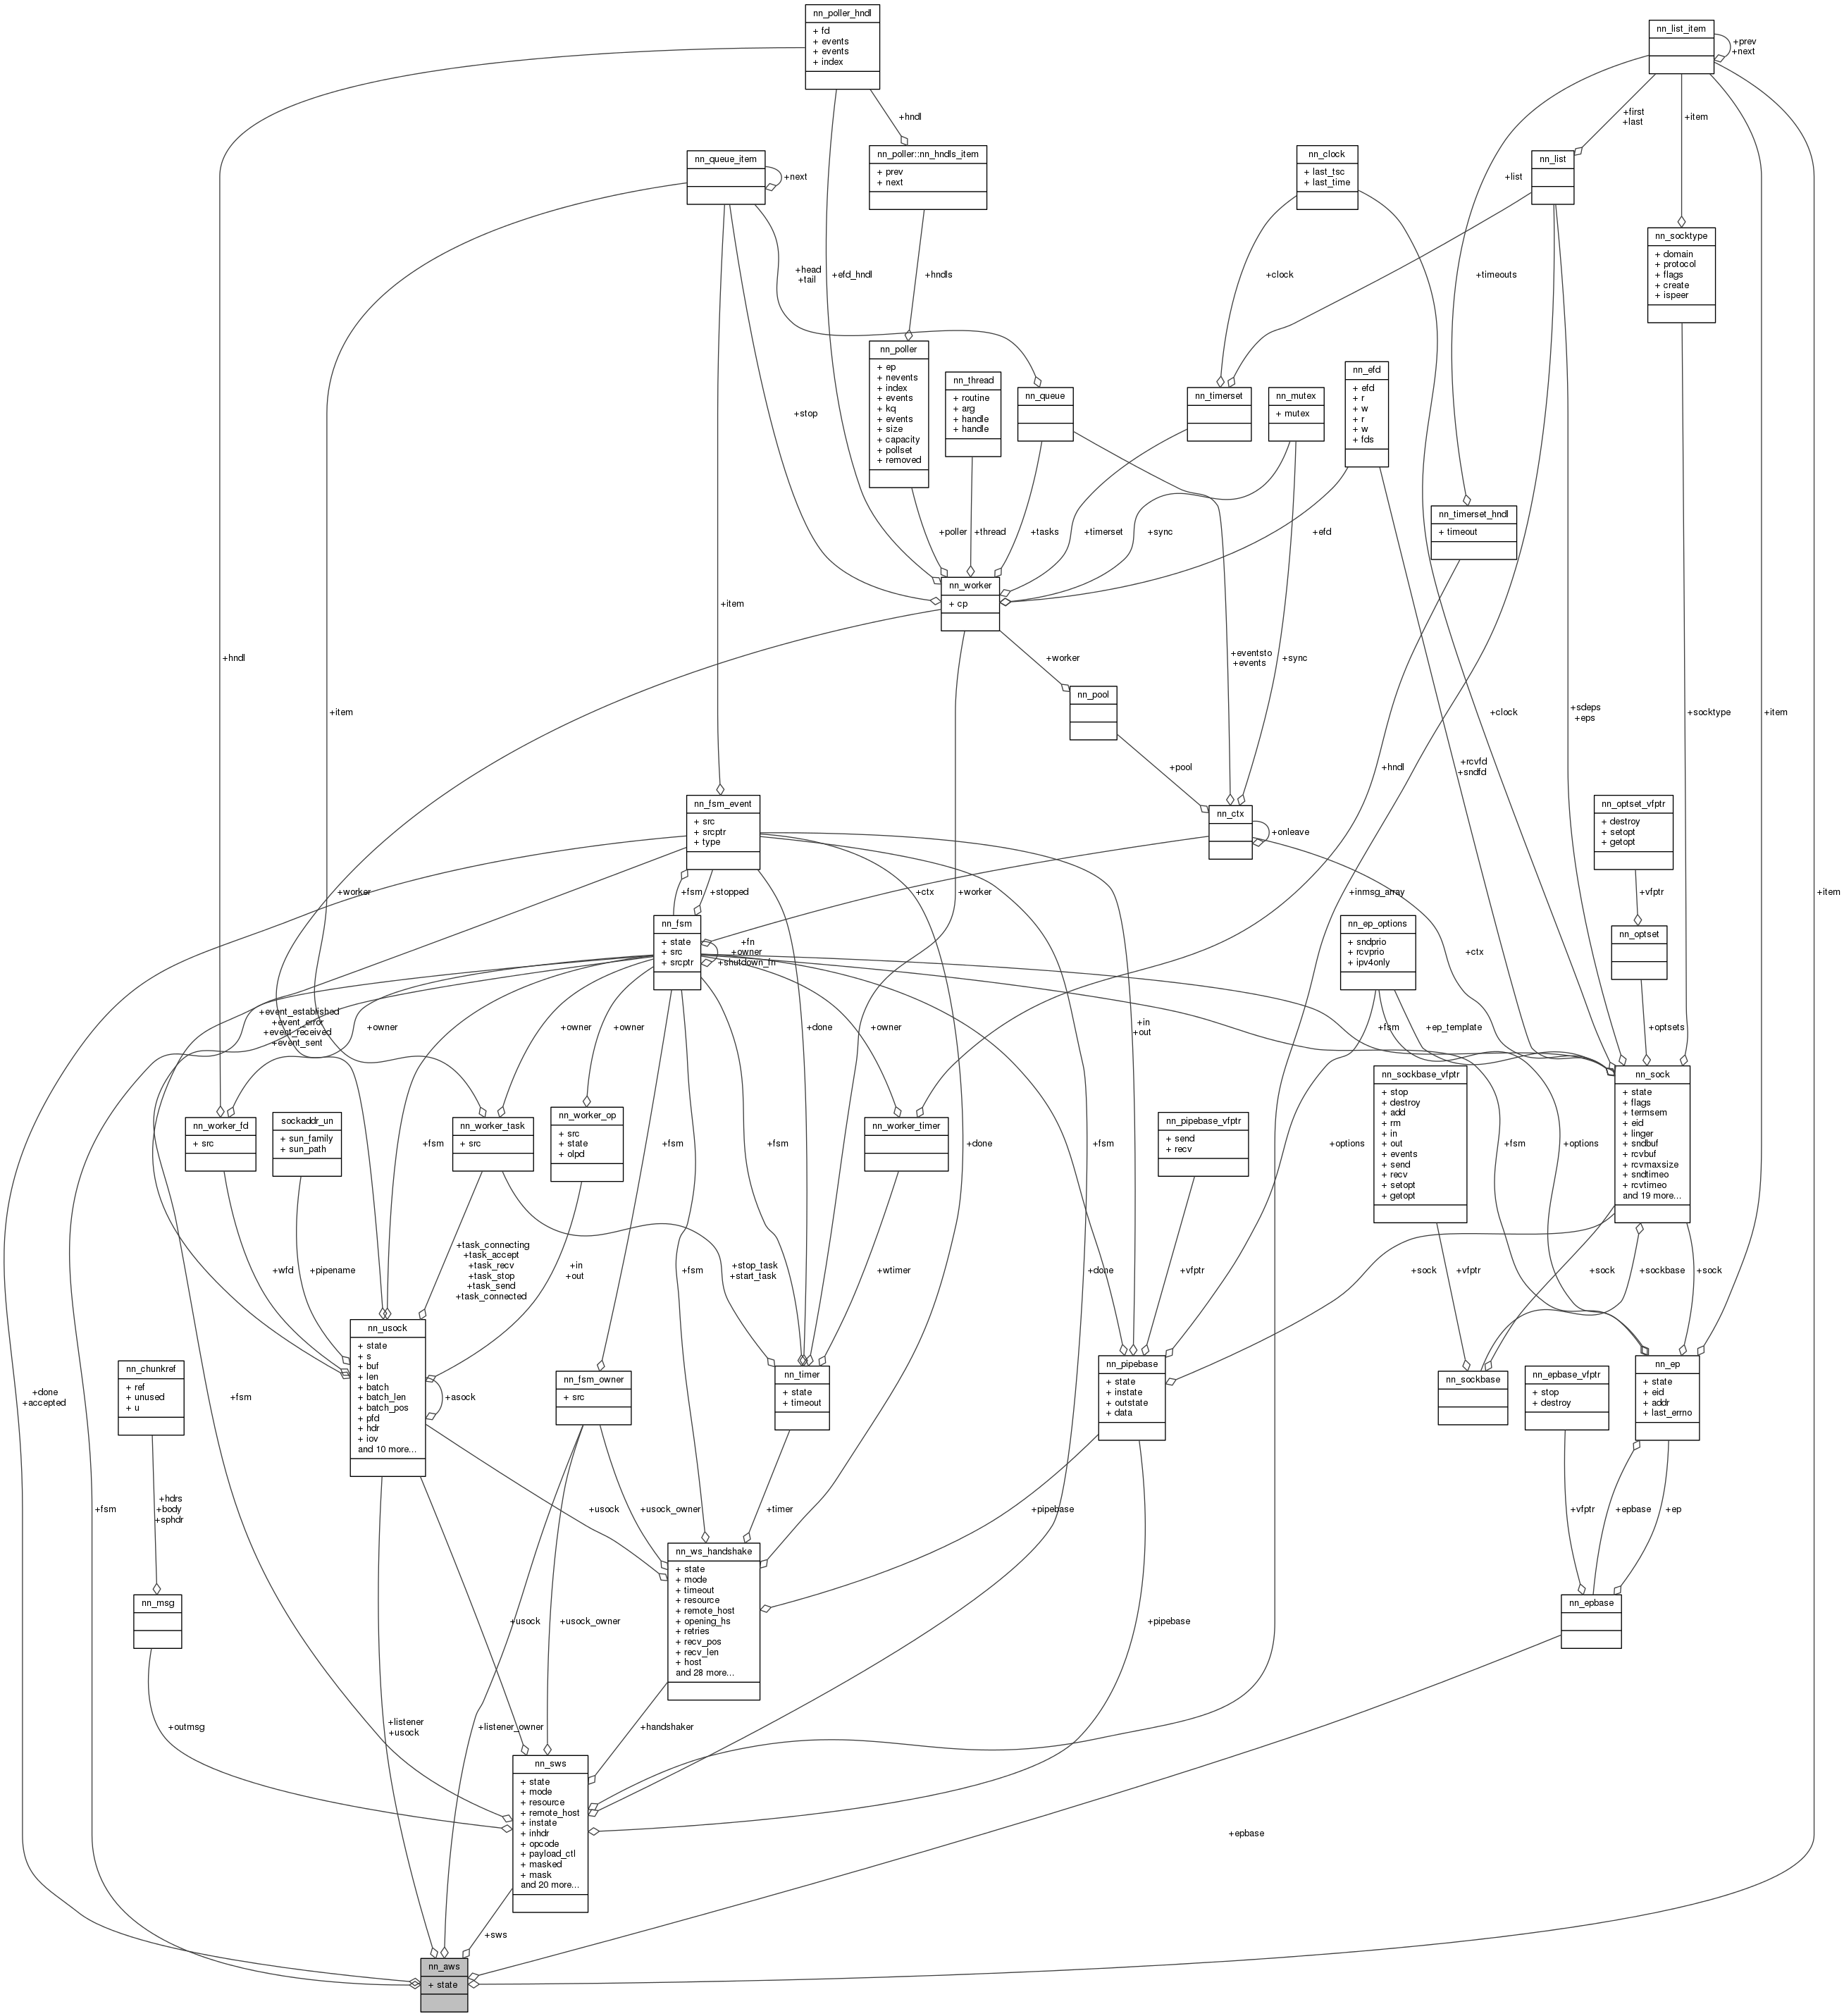 nn_poller_hndl
+ fd
+ events
+ events
+ index
nn_list_item
+prev
+next
+hndl
+first
+last
+item
nn_queue_item
+next
nn_poller::nn_hndls_item
+ prev
+ next
nn_clock
+ last_tsc
+ last_time
nn_list
+list
nn_socktype
+ domain
+ protocol
+ flags
+ create
+ ispeer
+head
+tail
+efd_hndl
+hndls
+clock
+timeouts
nn_poller
+ ep
+ nevents
+ index
+ events
+ kq
+ events
+ size
+ capacity
+ pollset
+ removed
nn_thread
+ routine
+ arg
+ handle
+ handle
nn_queue
nn_timerset
nn_mutex
+ mutex
nn_efd
+ efd
+ r
+ w
+ r
+ w
+ fds
+stop
nn_timerset_hndl
+ timeout
+poller
+thread
+tasks
+timerset
+sync
+efd
nn_worker
+ cp
+item
+hndl
+eventsto
+events
+sync
+worker
nn_pool
+item
+clock
+sdeps
+eps
+socktype
+item
+pool
+hndl
+rcvfd
+sndfd
nn_fsm_event
+ src
+ srcptr
+ type
nn_ctx
+onleave
nn_optset_vfptr
+ destroy
+ setopt
+ getopt
+worker
+fsm
+stopped
+ctx
+worker
+inmsg_array
+vfptr
+item
nn_fsm
+ state
+ src
+ srcptr
+fn
+owner
+shutdown_fn
nn_ep_options
+ sndprio
+ rcvprio
+ ipv4only
+ctx
nn_optset
+event_established
+event_error
+event_received
+event_sent
+owner
+owner
+owner
+done
+owner
+in
+out
+fsm
+ep_template
+optsets
nn_worker_fd
+ src
sockaddr_un
+ sun_family
+ sun_path
+fsm
nn_worker_task
+ src
nn_worker_op
+ src
+ state
+ olpd
+fsm
+fsm
nn_worker_timer
+done
+fsm
nn_pipebase_vfptr
+ send
+ recv
+options
nn_sockbase_vfptr
+ stop
+ destroy
+ add
+ rm
+ in
+ out
+ events
+ send
+ recv
+ setopt
+ getopt
+fsm
+options
nn_sock
+ state
+ flags
+ termsem
+ eid
+ linger
+ sndbuf
+ rcvbuf
+ rcvmaxsize
+ sndtimeo
+ rcvtimeo
and 19 more...
+wfd
+pipename
+task_connecting
+task_accept
+task_recv
+task_stop
+task_send
+task_connected
+in
+out
+fsm
+stop_task
+start_task
+wtimer
+done
+vfptr
+sock
+vfptr
+sock
+sockbase
+sock
nn_usock
+ state
+ s
+ buf
+ len
+ batch
+ batch_len
+ batch_pos
+ pfd
+ hdr
+ iov
and 10 more...
+asock
nn_chunkref
+ ref
+ unused
+ u
+done
+accepted
+fsm
nn_fsm_owner
+ src
nn_timer
+ state
+ timeout
nn_pipebase
+ state
+ instate
+ outstate
+ data
nn_sockbase
nn_epbase_vfptr
+ stop
+ destroy
nn_ep
+ state
+ eid
+ addr
+ last_errno
+fsm
+hdrs
+body
+sphdr
+usock
+usock_owner
+timer
+pipebase
+vfptr
+epbase
+ep
nn_ws_handshake
+ state
+ mode
+ timeout
+ resource
+ remote_host
+ opening_hs
+ retries
+ recv_pos
+ recv_len
+ host
and 28 more...
nn_msg
nn_epbase
+usock
+usock_owner
+pipebase
+outmsg
+listener
+usock
+listener_owner
+handshaker
nn_sws
+ state
+ mode
+ resource
+ remote_host
+ instate
+ inhdr
+ opcode
+ payload_ctl
+ masked
+ mask
and 20 more...
+epbase
+sws
nn_aws
+ state